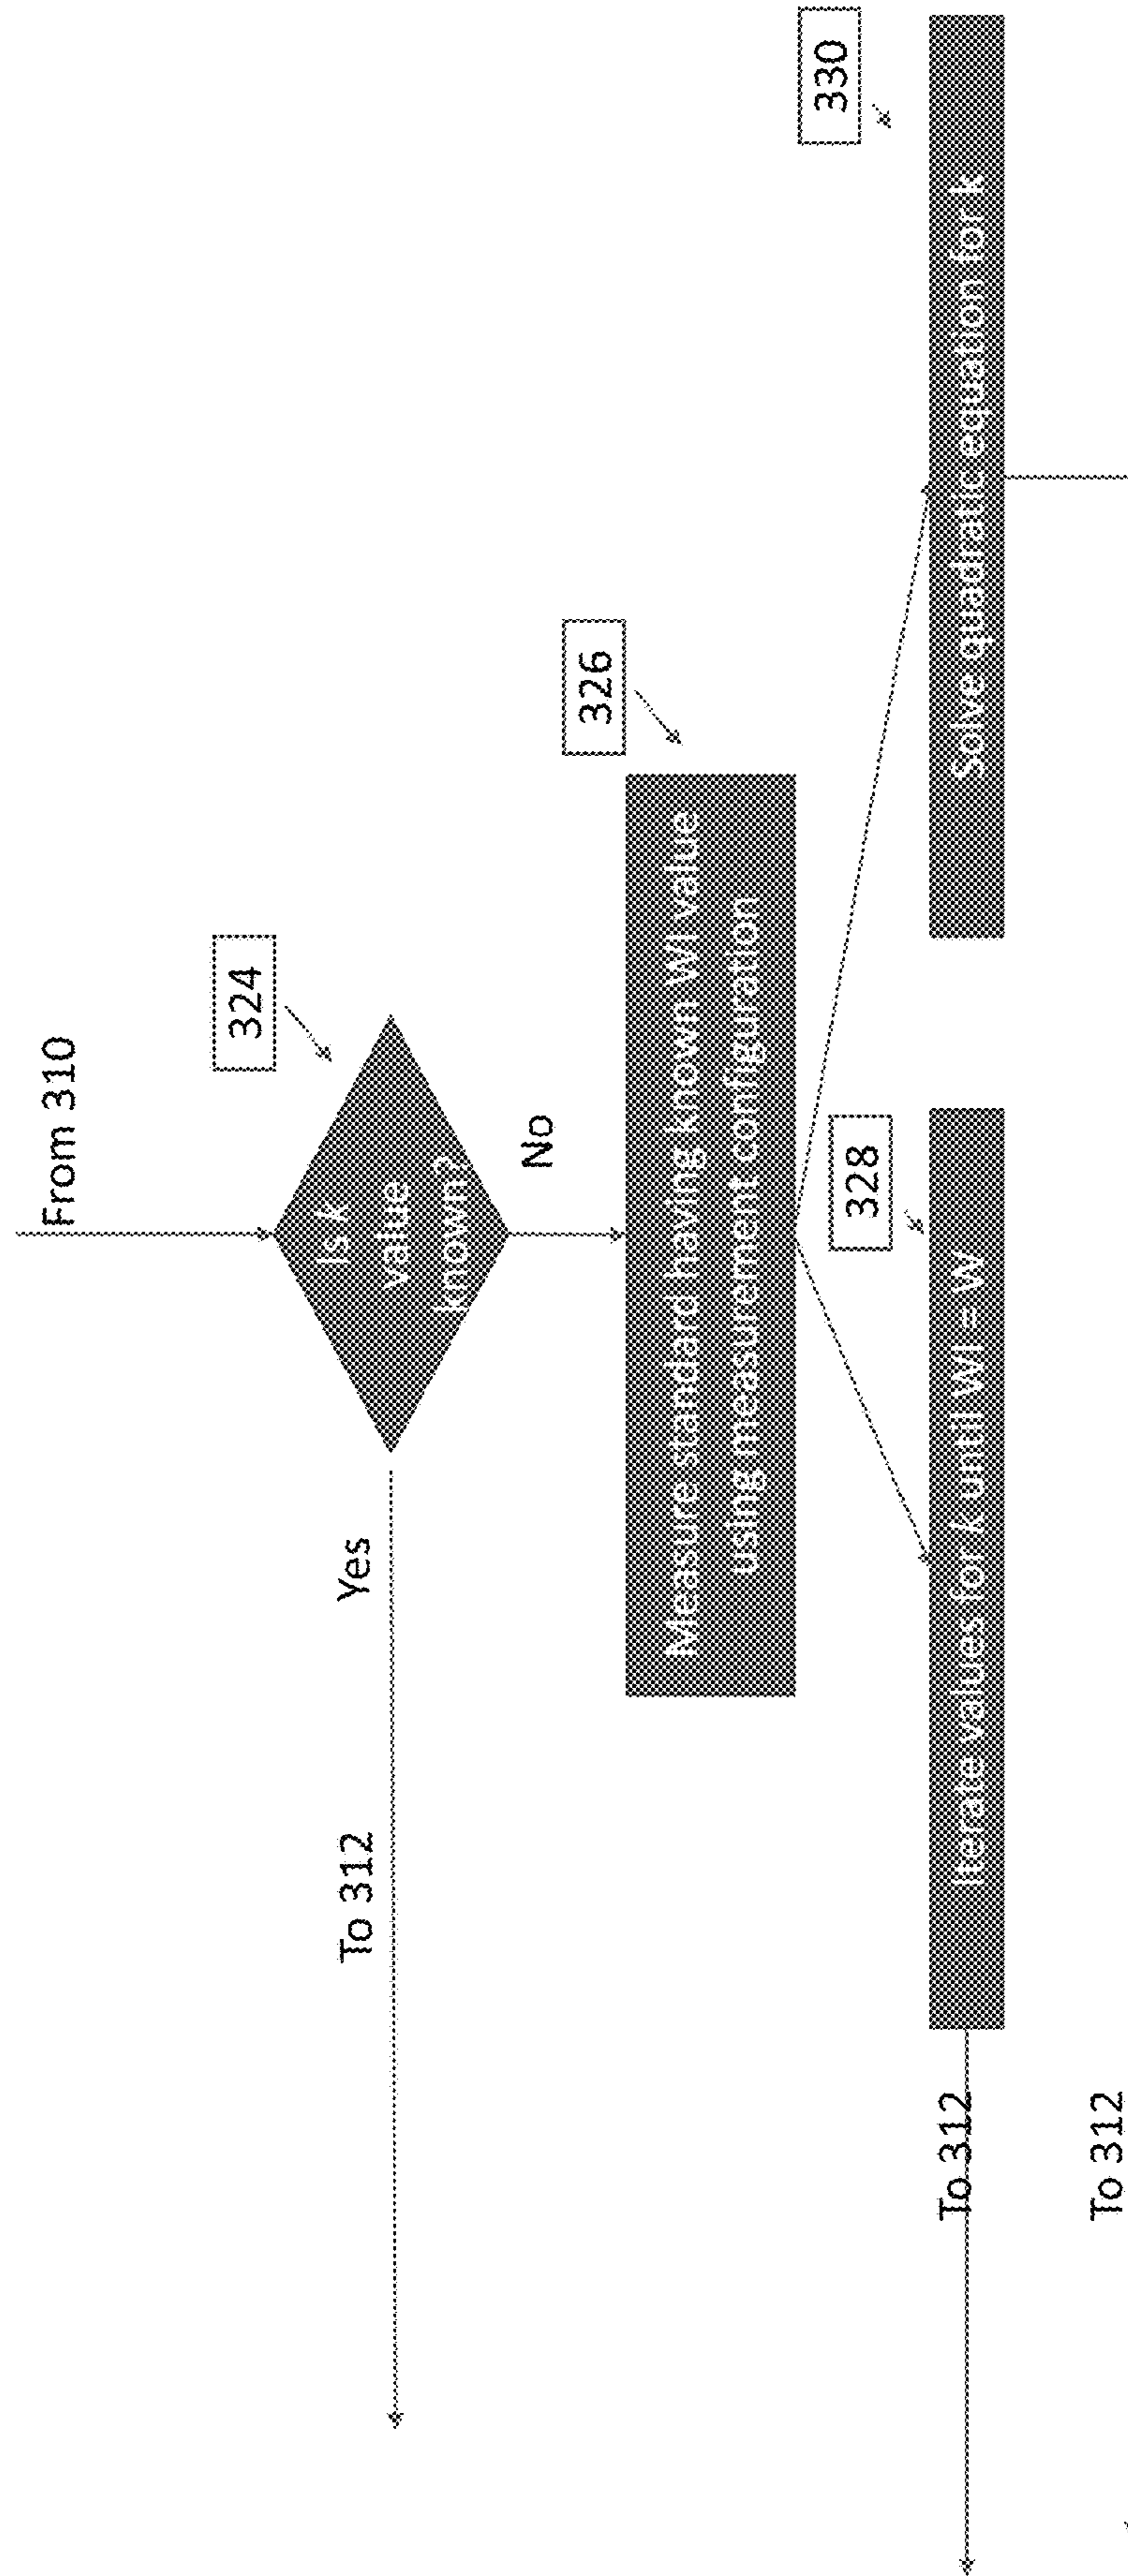 From 310
324
Is k
value
known?
Yes
To 312
No
326
Measure standard having known WI value
using measurement configuration
328
Iterate values for k until WI = W
To 312
330
Solve quadratic equation for k
To 312